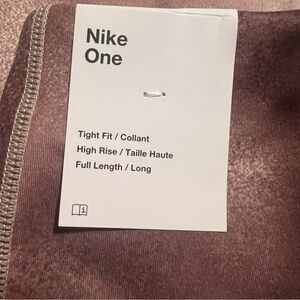 Nike
One
Tight Fit / Collant
High Rise / Taille Haute
Full Length / Long
i